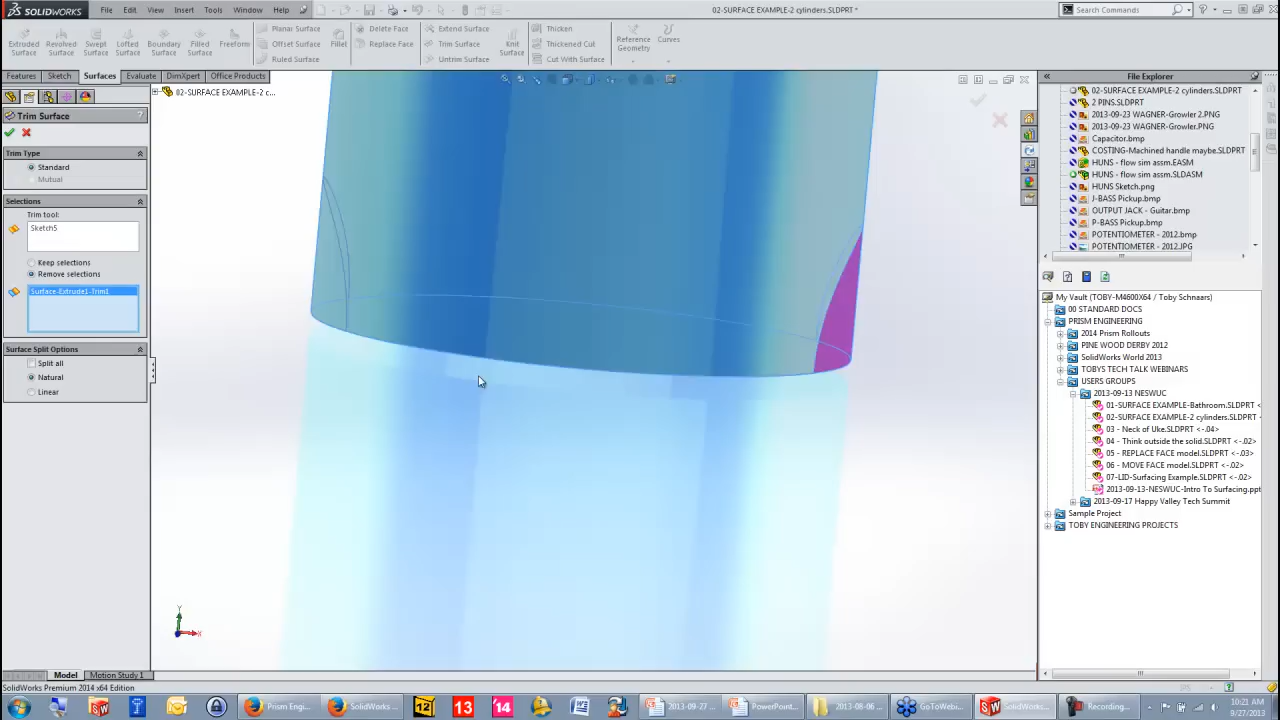 SOLIDWORKS
File
Edit
View
Insert
Tools
Window
Help
02-SURFACE EXAMPLE-2 cylinders.SLDPRT *
Search Commands
Extruded Surface
Revolved Surface
Swept Surface
Lofted Surface
Boundary Surface
Filled Surface
Freeform
Planar Surface
Offset Surface
Ruled Surface
Fillet
Delete Face
Replace Face
Extend Surface
Trim Surface
Untrim Surface
Knit Surface
Thicken
Thickened Cut
Cut With Surface
Reference Geometry
Curves
Features
Sketch
Surfaces
Evaluate
DimXpert
Office Products
02-SURFACE EXAMPLE-2 c...
Trim Surface
?
Trim Type
Standard
Mutual
Selections
Trim tool:
Sketch5
Keep selections
Remove selections
Surface-Extrude1-Trim1
Surface Split Options
Split all
Natural
Linear
Y
X
File Explorer
02-SURFACE EXAMPLE-2 cylinders.SLDPRT
2 PINS.SLDPRT
2013-09-23 WAGNER-Growler 2.PNG
2013-09-23 WAGNER-Growler.PNG
Capacitor.bmp
COSTING-Machined handle maybe.SLDPRT
HUNS - flow sim assm.EASM
HUNS - flow sim assm.SLDASM
HUNS Sketch.png
J-BASS Pickup.bmp
OUTPUT JACK - Guitar.bmp
P-BASS Pickup.bmp
POTENTIOMETER - 2012.bmp
POTENTIOMETER - 2012.JPG
My Vault (TOBY-M4600X64 / Toby Schnaars)
00 STANDARD DOCS
PRISM ENGINEERING
2014 Prism Rollouts
PINE WOOD DERBY 2012
SolidWorks World 2013
TOBYS TECH TALK WEBINARS
USERS GROUPS
2013-09-13 NESWUC
01-SURFACE EXAMPLE-Bathroom.SLDPRT <
02-SURFACE EXAMPLE-2 cylinders.SLDPRT
03 - Neck of Uke.SLDPRT <-.04>
04 - Think outside the solid.SLDPRT <-.02>
05 - REPLACE FACE model.SLDPRT <-.03>
06 - MOVE FACE model.SLDPRT <-.02>
07-LID-Surfacing Example.SLDPRT <-.02>
2013-09-13-NESWUC-Intro To Surfacing.ppt
2013-09-17 Happy Valley Tech Summit
Sample Project
TOBY ENGINEERING PROJECTS
Model
Motion Study 1
SolidWorks Premium 2014 x64 Edition
Prism Engi...
SolidWorks ...
12
13
14
2013-09-27 ...
PowerPoint...
2013-08-06 ...
GoToWebi...
SolidWorks...
Recording...
10:21 AM
9/27/2013